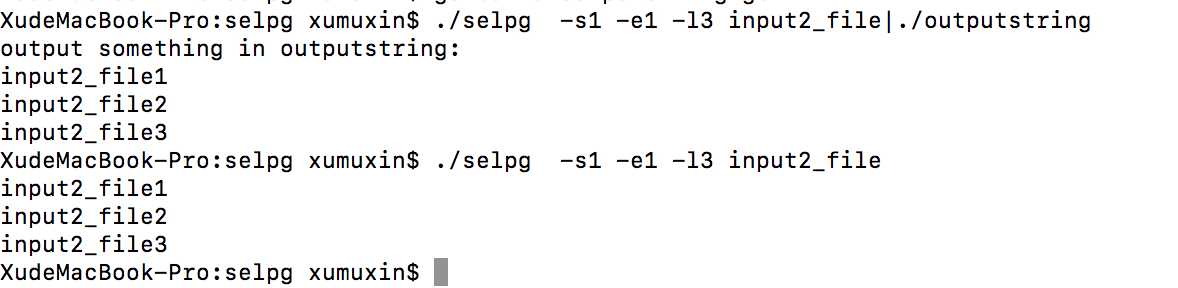 XudeMacBook-Pro:selpg xumuxin$ ./selpg  -s1 -e1 -l3 input2_file|./outputstring
output something in outputstring:
input2_file1
input2_file2
input2_file3
XudeMacBook-Pro:selpg xumuxin$ ./selpg  -s1 -e1 -l3 input2_file
input2_file1
input2_file2
input2_file3
XudeMacBook-Pro:selpg xumuxin$